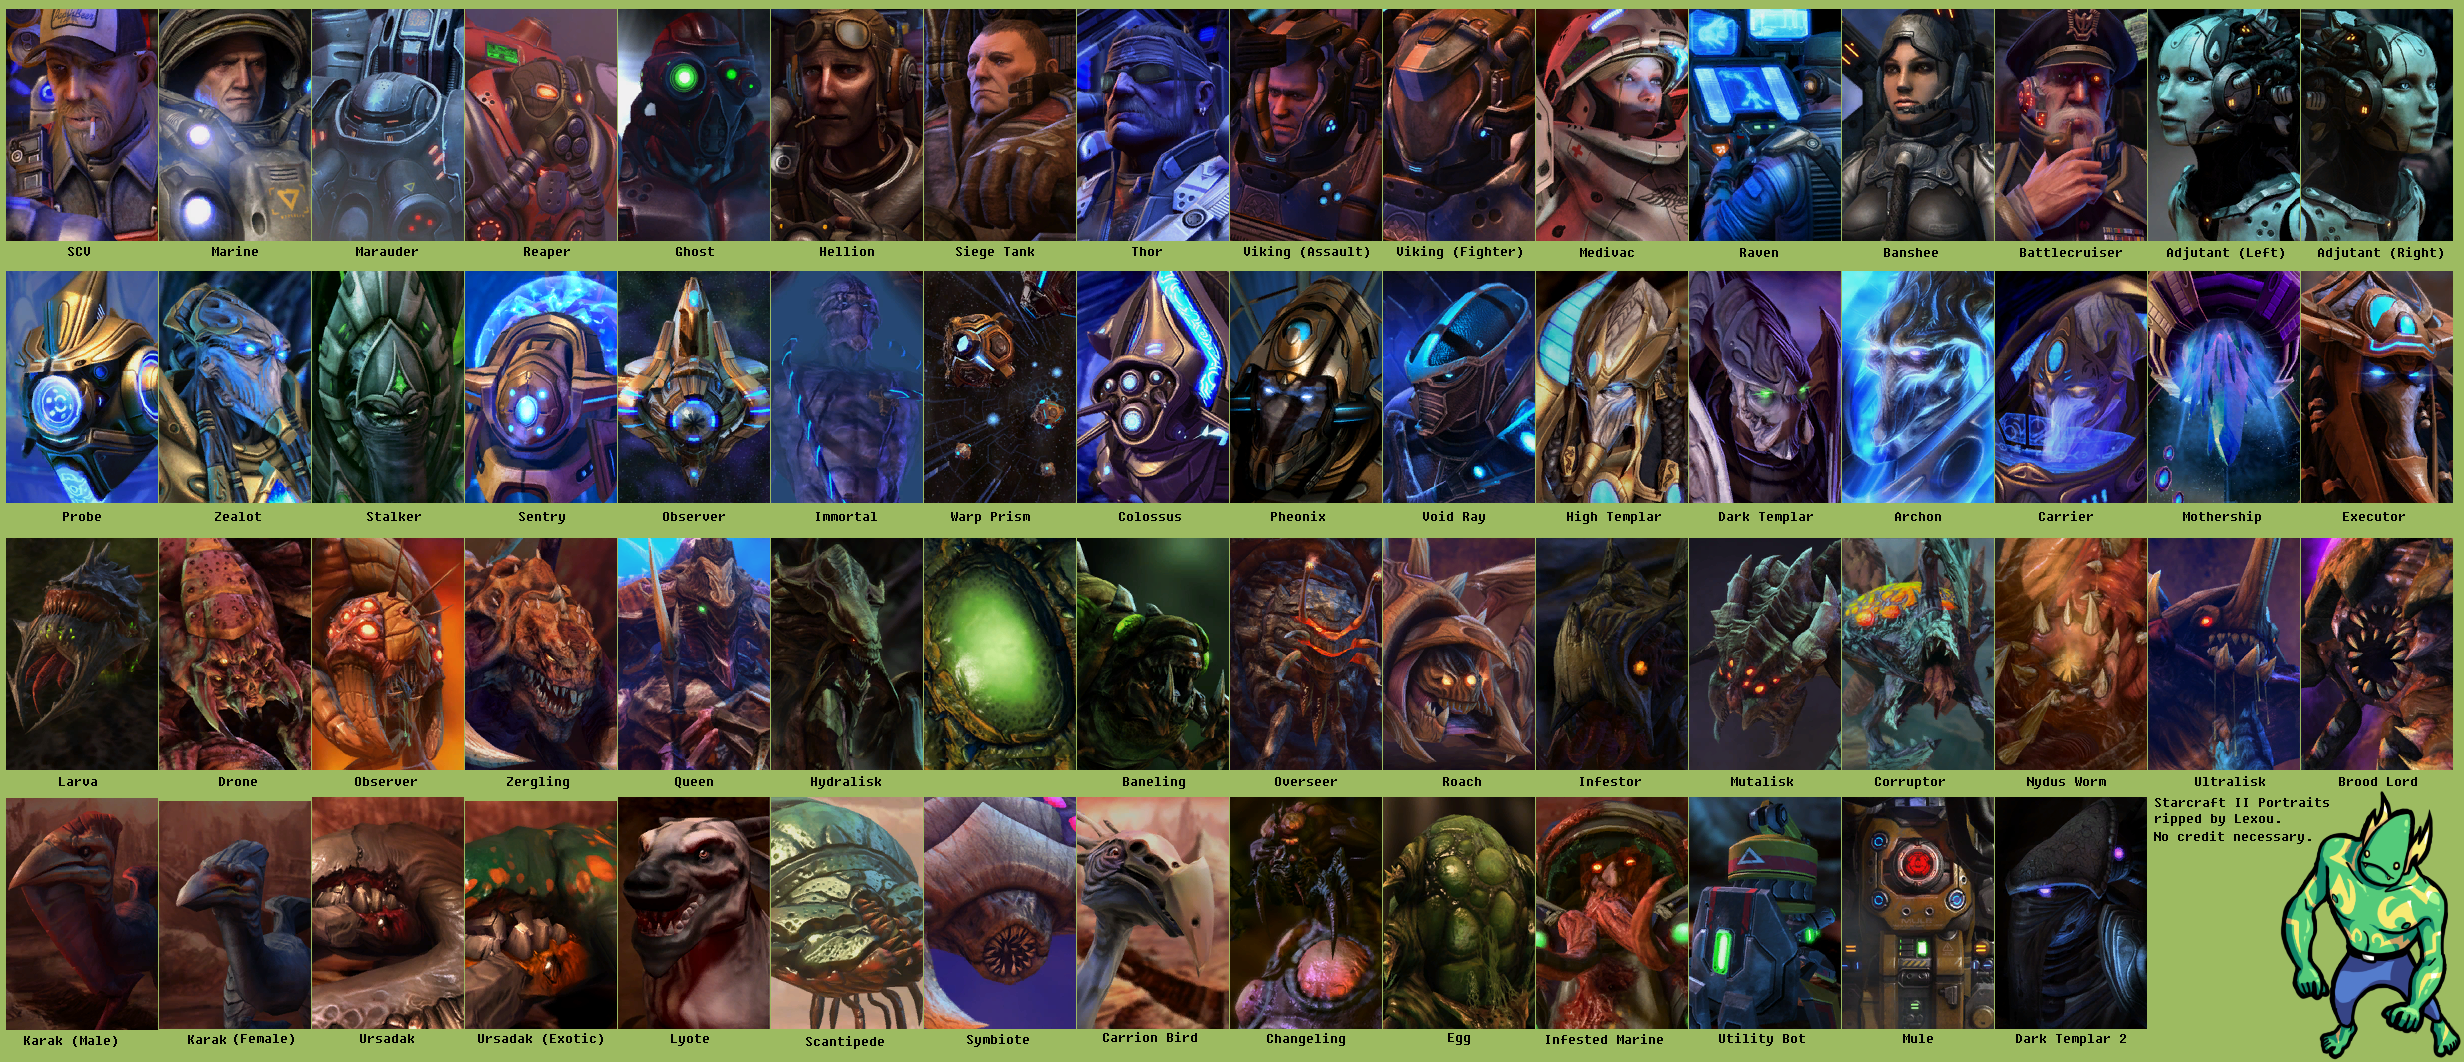 SCV
Marine
Marauder
Reaper
Ghost
Hellion
Siege Tank
Thor
Viking (Assault)
Viking (Fighter)
Medivac
Raven
Banshee
Battlecruiser
Adjutant (Left)
Adjutant (Right)
Probe
Zealot
Stalker
Sentry
Observer
Immortal
Warp Prism
Colossus
Pheonix
Void Ray
High Templar
Dark Templar
Archon
Carrier
Mothership
Executor
Larva
Drone
Observer
Zergling
Queen
Hydralisk
Baneling
Overseer
Roach
Infestor
Mutalisk
Corruptor
Nydus Worm
Ultralisk
Brood Lord
Starcraft II Portraits
ripped by Lexou.
No credit necessary.
Karak (Male)
Karak (Female)
Ursadak
Ursadak (Exotic)
Lyote
Scantipede
Symbiote
Carrion Bird
Changeling
Egg
Infested Marine
Utility Bot
Mule
Dark Templar 2